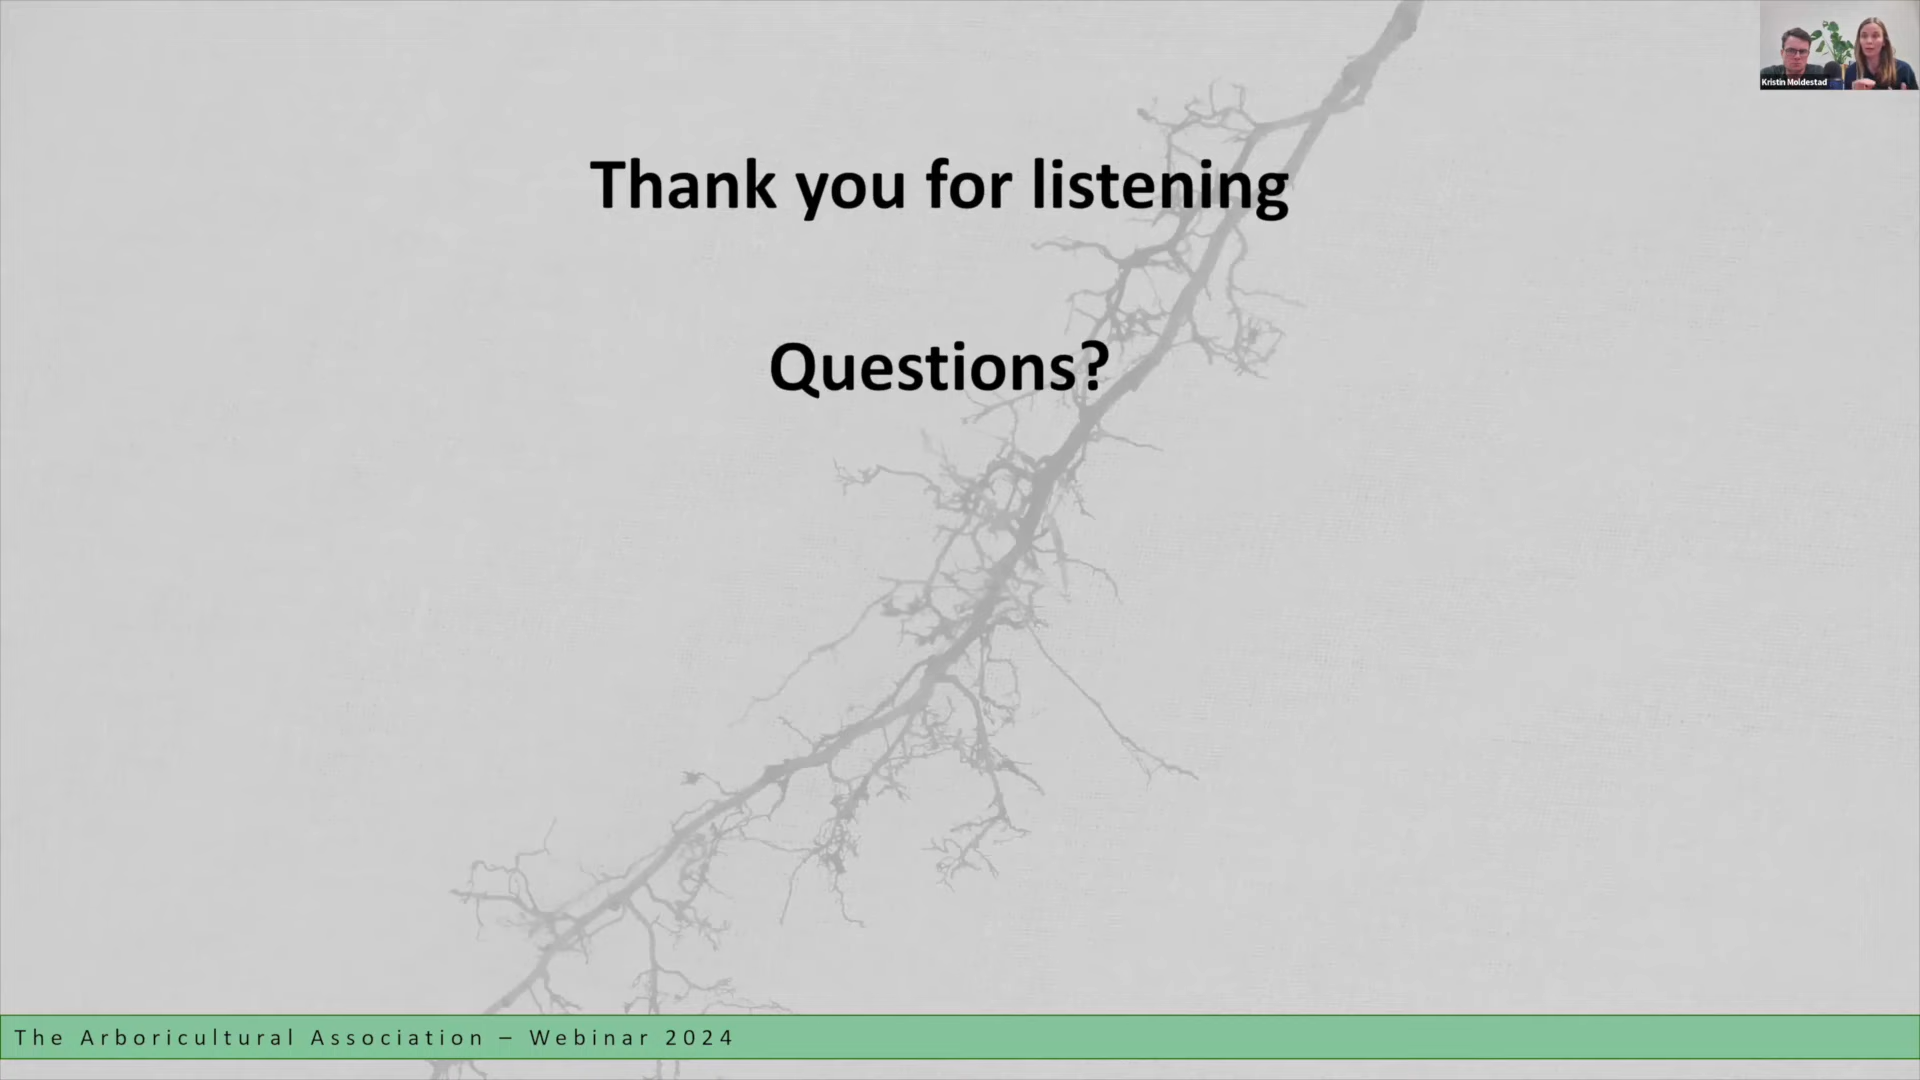 Kristin Moldestad
Thank you for listening
Questions?
The Arboricultural Association – Webinar 2024